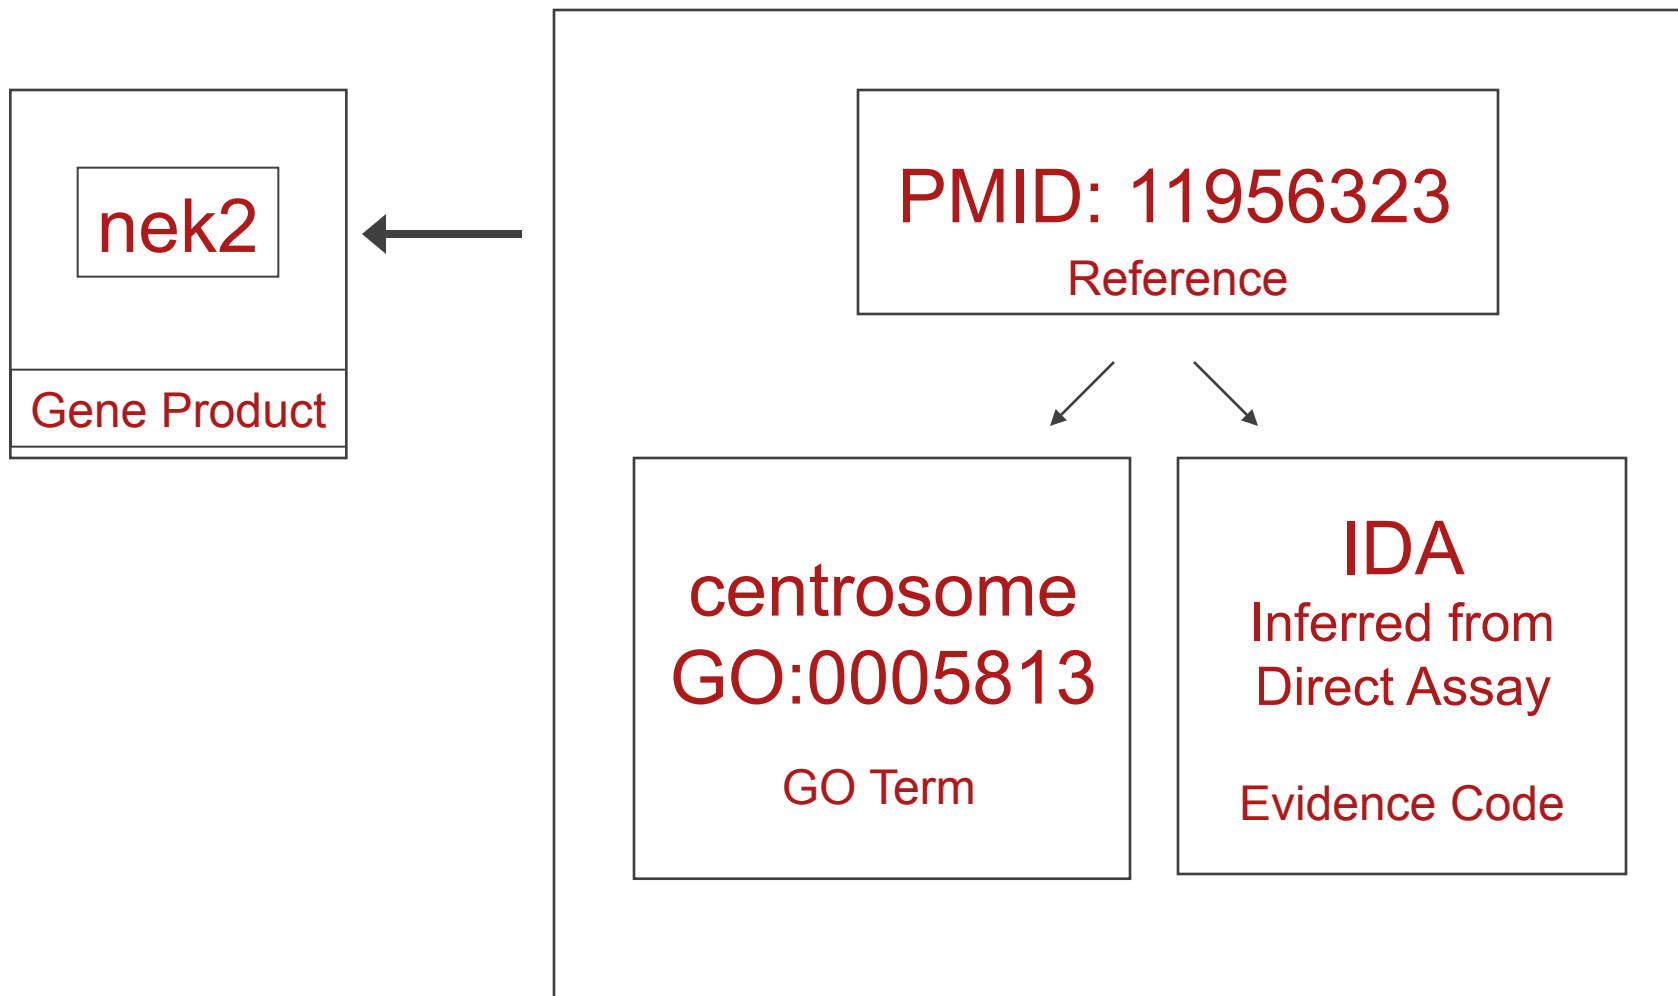 nek2
Gene Product
PMID: 11956323
Reference
centrosome
GO:0005813
GO Term
IDA
Inferred from
Direct Assay
Evidence Code